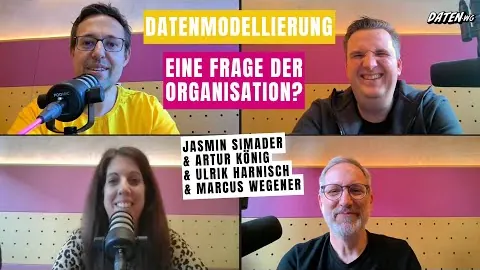 DATENMODELLIERUNG
DATEN WG
EINE FRAGE DER
ORGANISATION?
JASMIN SIMADER
& ARTUR KÖNIG
& ULRIK HARNISCH
& MARCUS WEGENER